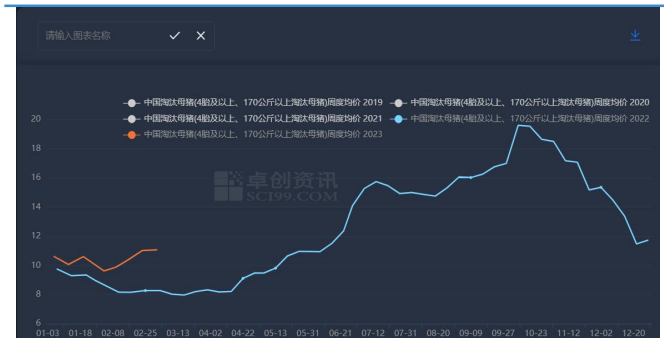 请输入图表名称
中国淘汰母猪(4胎及以上、170公斤以上淘汰母猪)周度均价 2019 中国淘汰母猪(4胎及以上、170公斤以上淘汰母猪)周度均价 2020
中国淘汰母猪(4胎及以上、170公斤以上淘汰母猪)周度均价 2021 中国淘汰母猪(4胎及以上、170公斤以上淘汰母猪)周度均价 2022
中国淘汰母猪(4胎及以上、170公斤以上淘汰母猪)周度均价 2023
20
18
16
14
12
10
8
6
卓创资讯
SCI99.COM
01-03 01-18 02-08 02-25 03-13 04-02 04-22 05-13 05-31 06-21 07-12 07-31 08-20 09-09 09-27 10-23 11-12 12-02 12-20